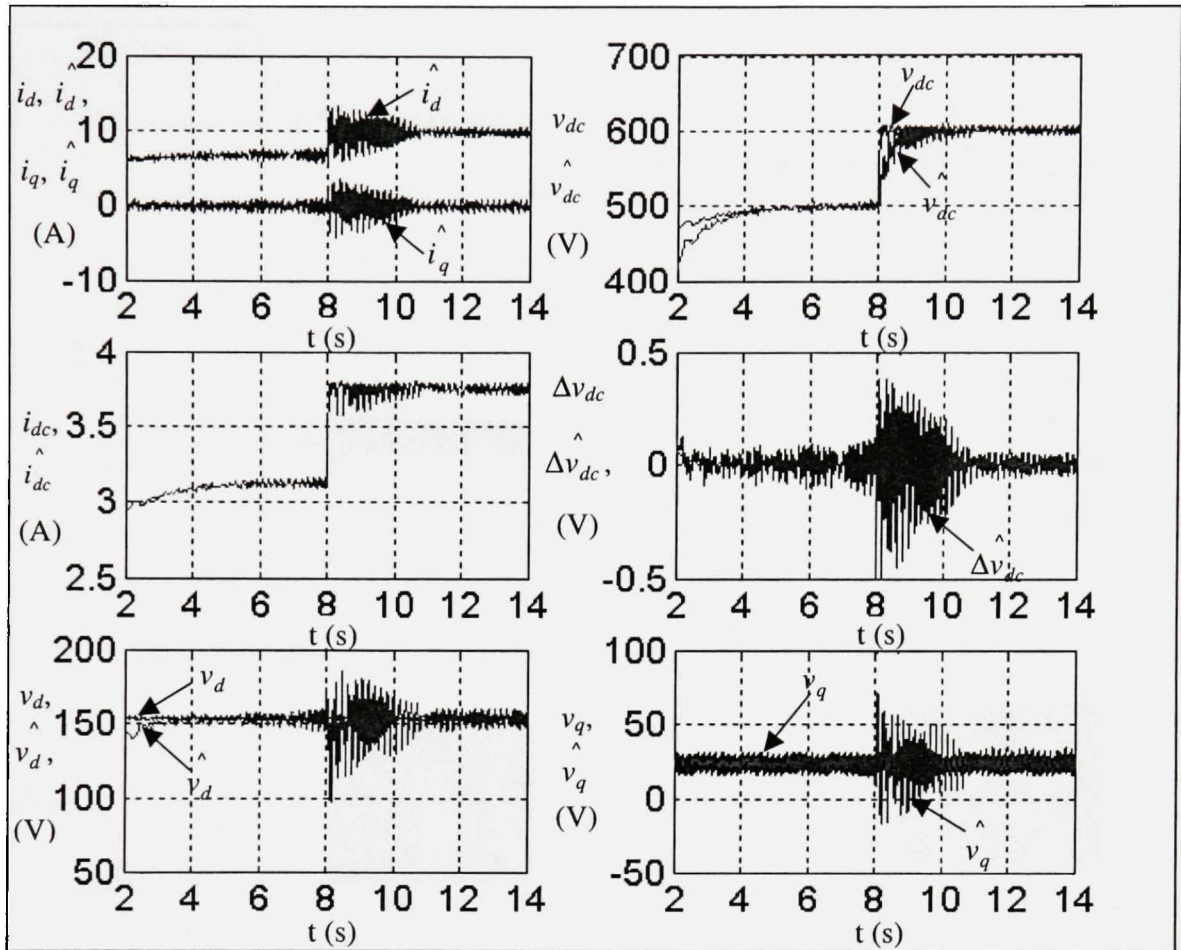 20
10
0
-10
i_d, î_d,
i_q, î_q
(A)
î_d
î_q
2 4 6 8 10 12 14
t (s)
700
600
500
400
v_dc
v̂_dc
(V)
v_dc
v̂_dc
2 4 6 8 10 12 14
t (s)
4
3.5
3
2.5
i_dc,
î_dc
(A)
2 4 6 8 10 12 14
t (s)
0.5
0
-0.5
Δv_dc
Δv̂_dc,
(V)
Δv̂_dc
2 4 6 8 10 12 14
t (s)
200
150
100
50
v_d,
v̂_d,
(V)
v_d
v̂_d
2 4 6 8 10 12 14
t (s)
100
50
0
-50
v_q,
v̂_q
(V)
v_q
v̂_q
2 4 6 8 10 12 14
t (s)